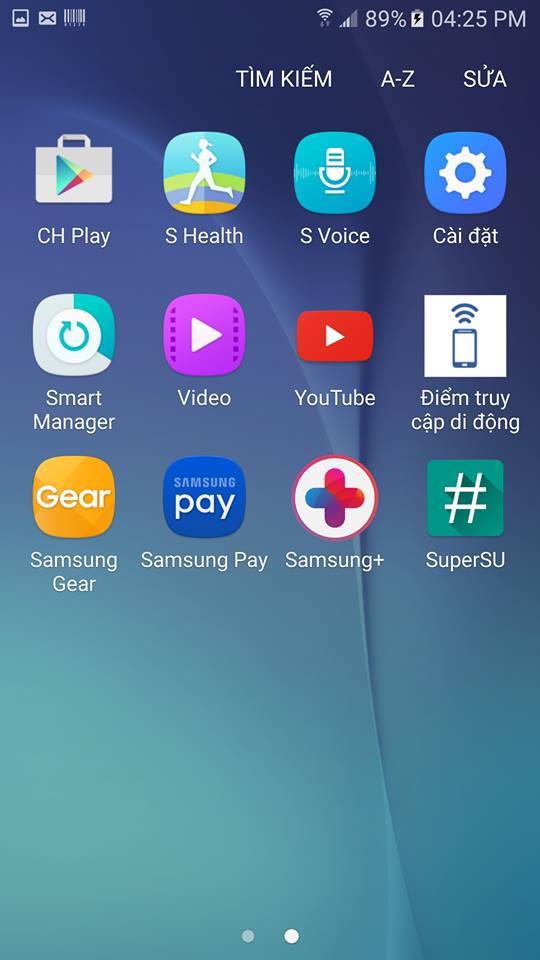 89% 04:25 PM
TÌM KIẾM A-Z SỬA
CH Play S Health S Voice Cài đặt
Smart Manager
Video
YouTube
Điểm truy
cập di động
Gear
SAMSUNG
pay
Samsung
Gear
Samsung Pay
Samsung+
#
SuperSU